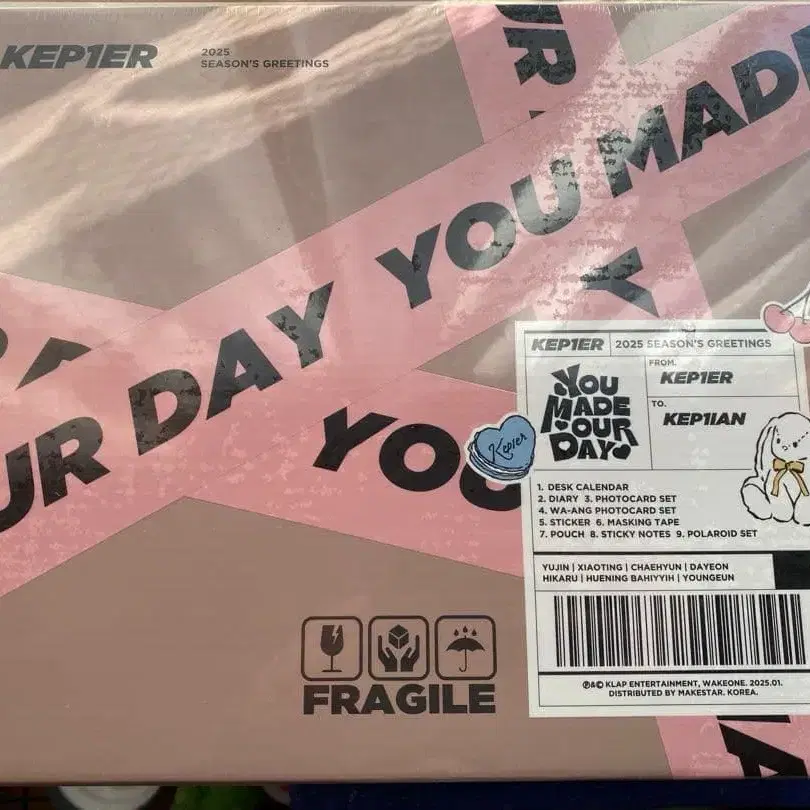 KEP1ER
2025
SEASON'S GREETINGS
UR
YOU MADE
UR DAY
Y
YOU
KEP1ER 2025 SEASON'S GREETINGS
YOU
MADE
OUR
DAY
FROM.
KEP1ER
TO.
KEP1IAN
Kep1er
1. DESK CALENDAR
2. DIARY 3. PHOTOCARD SET
4. WA-ANG PHOTOCARD SET
5. STICKER 6. MASKING TAPE
7. POUCH 8. STICKY NOTES 9. POLAROID SET
YUJIN | XIAOTING | CHAEHYUN | DAYEON
HIKARU | HUENING BAHIYYIH | YOUNGEUN
℗&© KLAP ENTERTAINMENT, WAKEONE. 2025.01.
DISTRIBUTED BY MAKESTAR. KOREA.
FRAGILE